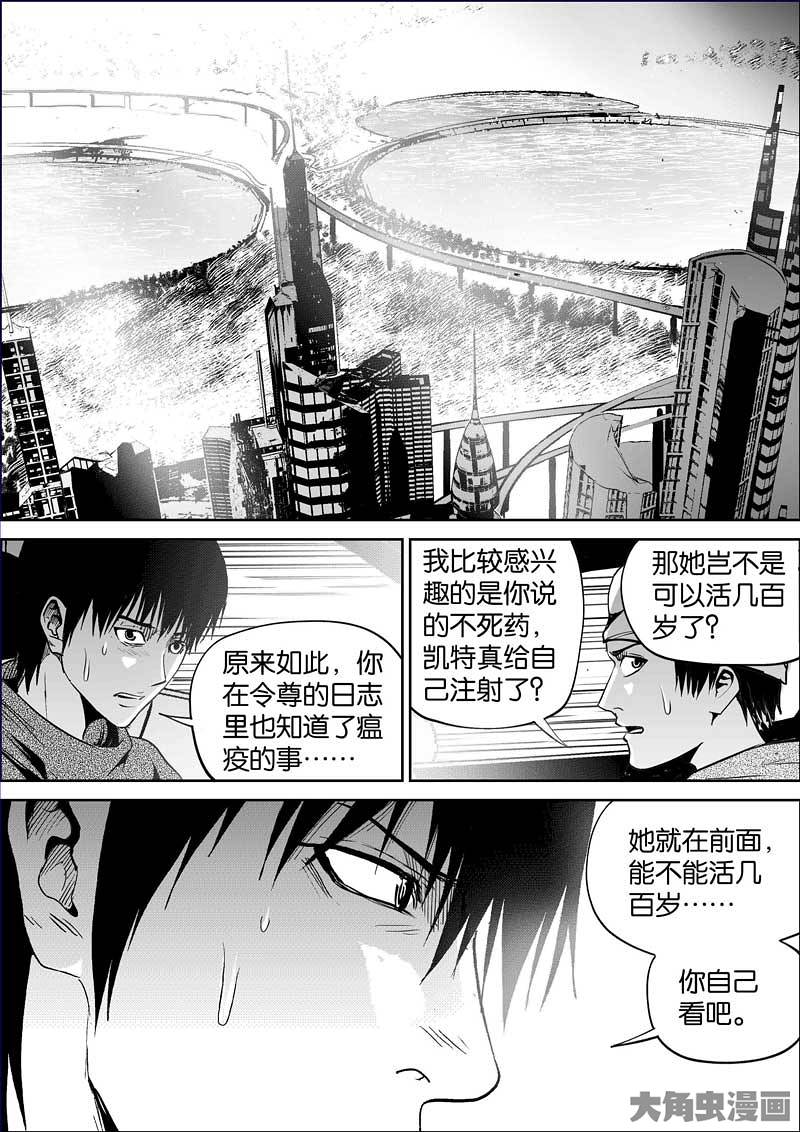 原来如此，你
在令尊的日志
里也知道了瘟
疫的事……
我比较感兴
趣的是你说
的不死药，
凯特真给自
己注射了？
那她岂不是
可以活几百
岁了？
她就在前面，
能不能活几
百岁……
你自己
看吧。
大角虫漫画